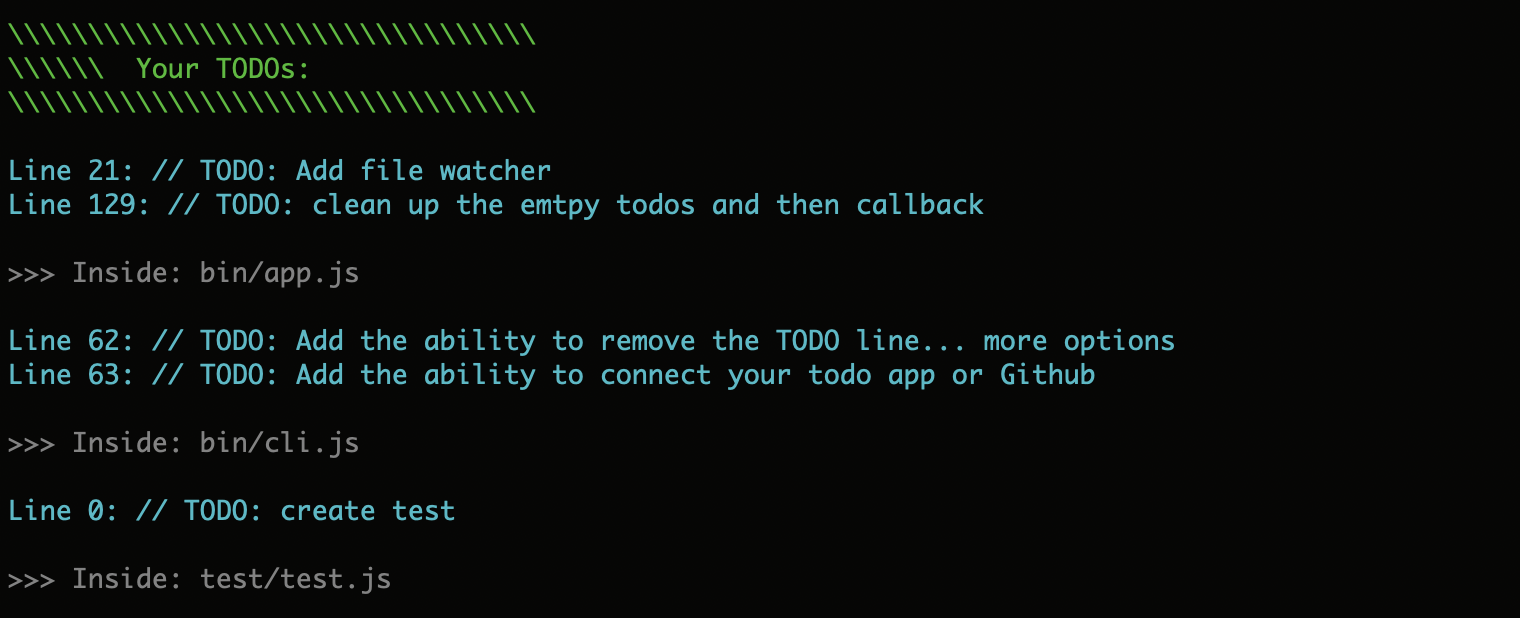 \\\\\\\\\\\\\\\\\\\\\\\\\\\\\\\\\
\\\\\\  Your TODOs:
\\\\\\\\\\\\\\\\\\\\\\\\\\\\\\\\\
Line 21: // TODO: Add file watcher
Line 129: // TODO: clean up the emtpy todos and then callback
>>> Inside: bin/app.js
Line 62: // TODO: Add the ability to remove the TODO line... more options
Line 63: // TODO: Add the ability to connect your todo app or Github
>>> Inside: bin/cli.js
Line 0: // TODO: create test
>>> Inside: test/test.js